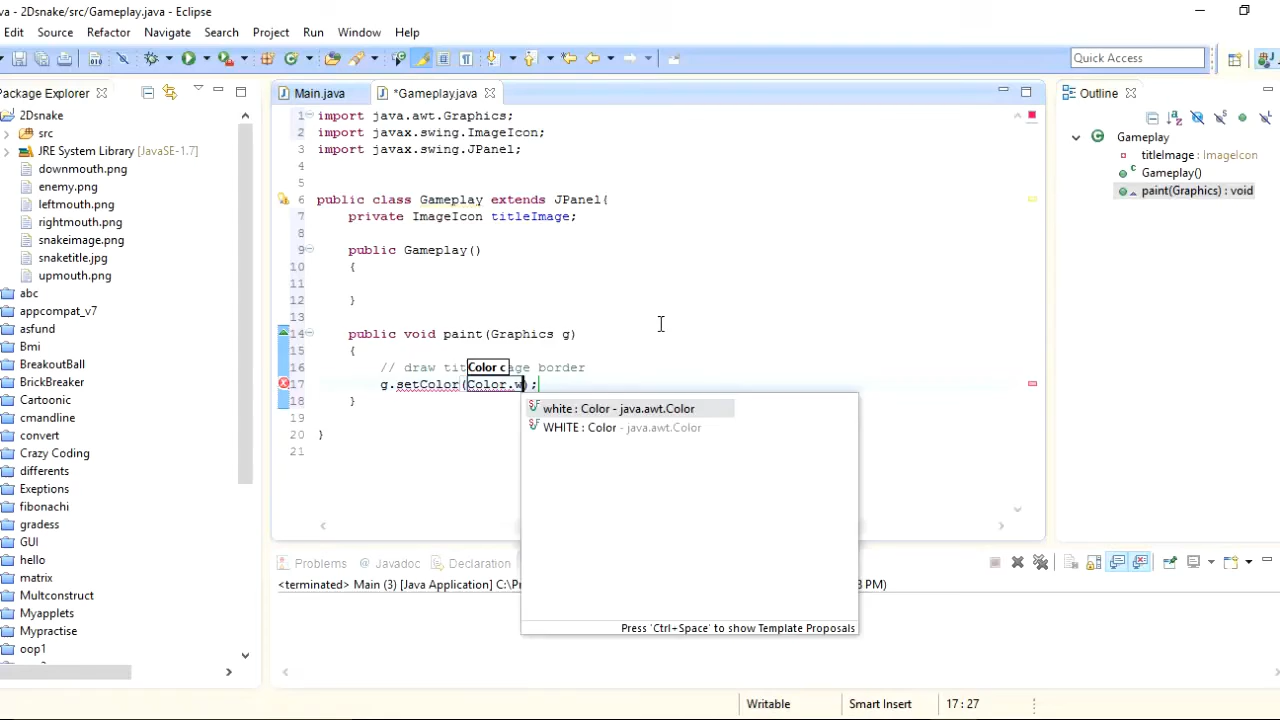 va - 2Dsnake/src/Gameplay.java - Eclipse
Edit Source Refactor Navigate Search Project Run Window Help
Quick Access
Package Explorer
2Dsnake
src
JRE System Library [JavaSE-1.7]
downmouth.png
enemy.png
leftmouth.png
rightmouth.png
snakeimage.png
snaketitle.jpg
upmouth.png
abc
appcompat_v7
asfund
Bmi
BreakoutBall
BrickBreaker
Cartoonic
cmandline
convert
Crazy Coding
differents
Exeptions
fibonachi
gradess
GUI
hello
matrix
Multconstruct
Myapplets
Mypractise
oop1
Main.java
*Gameplay.java
1 import java.awt.Graphics;
2 import javax.swing.ImageIcon;
3 import javax.swing.JPanel;
4
5
6 public class Gameplay extends JPanel{
7 private ImageIcon titleImage;
8
9 public Gameplay()
10 {
11
12 }
13
14 public void paint(Graphics g)
15 {
16 // draw tit Color c age border
17 g.setColor(Color.w);
18 }
19
20 }
21
white : Color - java.awt.Color
WHITE : Color - java.awt.Color
Press 'Ctrl+Space' to show Template Proposals
Outline
Gameplay
titleImage : ImageIcon
Gameplay()
paint(Graphics) : void
Problems @ Javadoc Declaration
<terminated> Main (3) [Java Application] C:\Pr 8 PM)
Writable Smart Insert 17 : 27